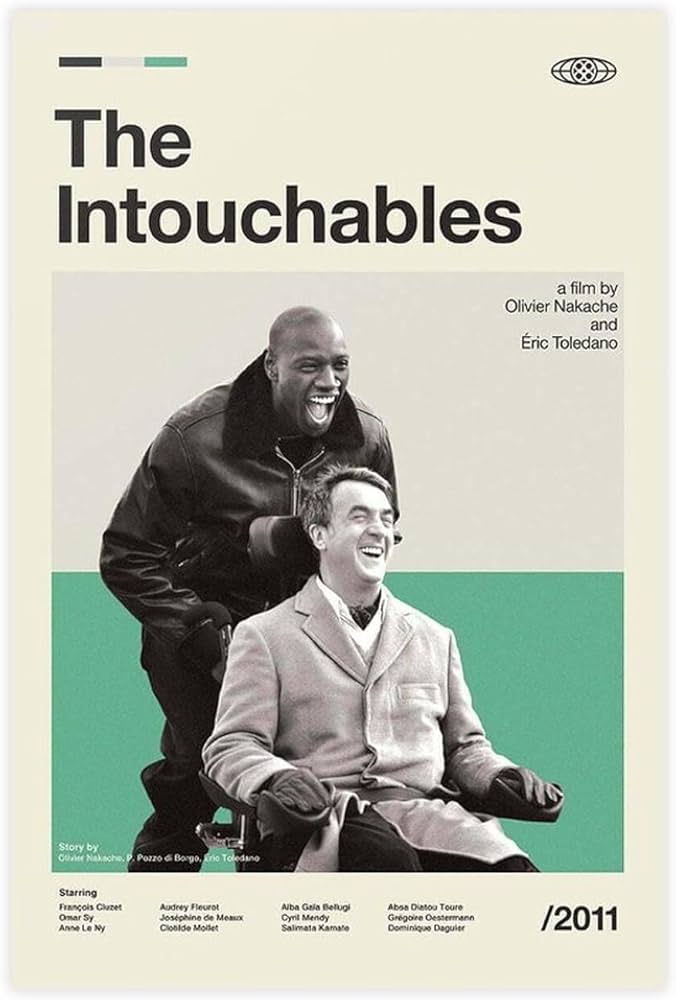 The
Intouchables
a film by
Olivier Nakache
and
Éric Toledano
Story by
Olivier Nakache, P. Pozzo di Borgo, Éric Toledano
Starring
François Cluzet
Omar Sy
Anne Le Ny
Audrey Fleurot
Joséphine de Meaux
Clotilde Mollet
Alba Gaïa Bellugi
Cyril Mendy
Salimata Kamate
Absa Diatou Toure
Grégoire Oestermann
Dominique Daguier
/2011